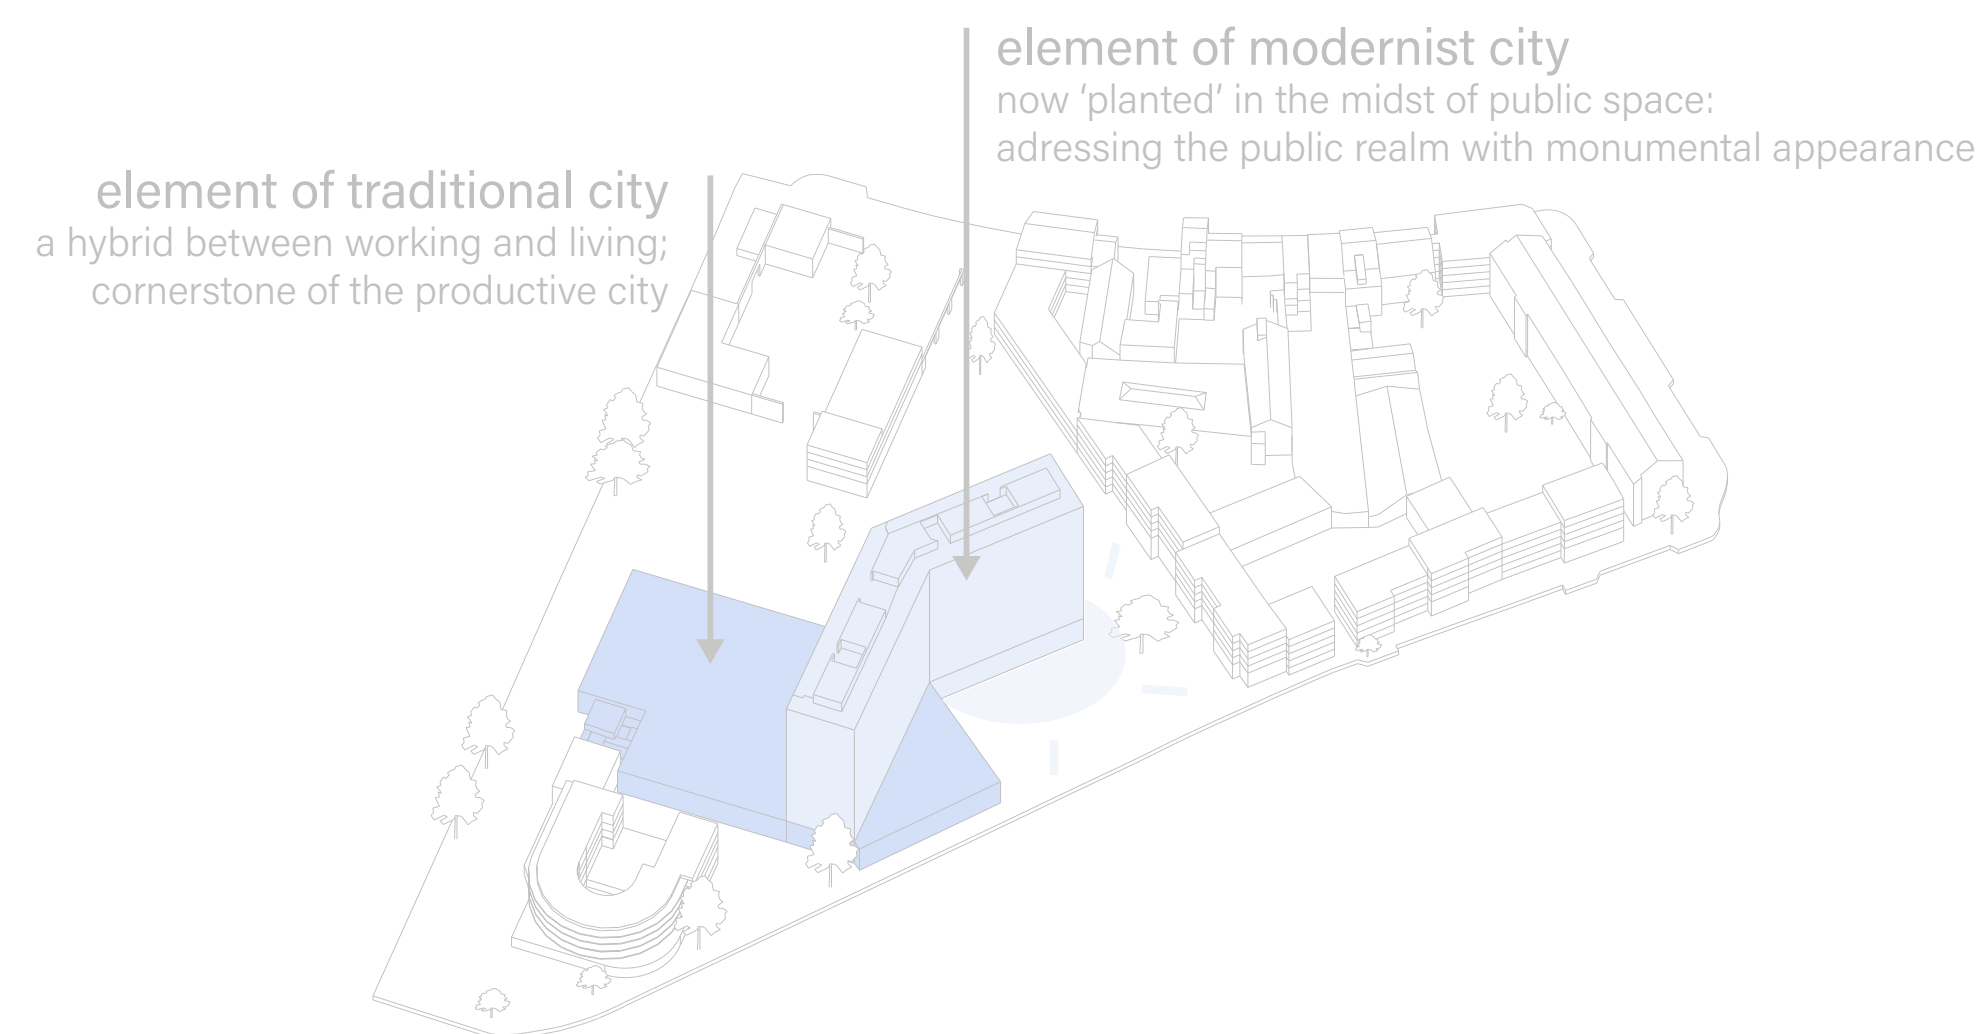 element of modernist city
now ‘planted’ in the midst of public space:
adressing the public realm with monumental appearance
element of traditional city
a hybrid between working and living;
cornerstone of the productive city